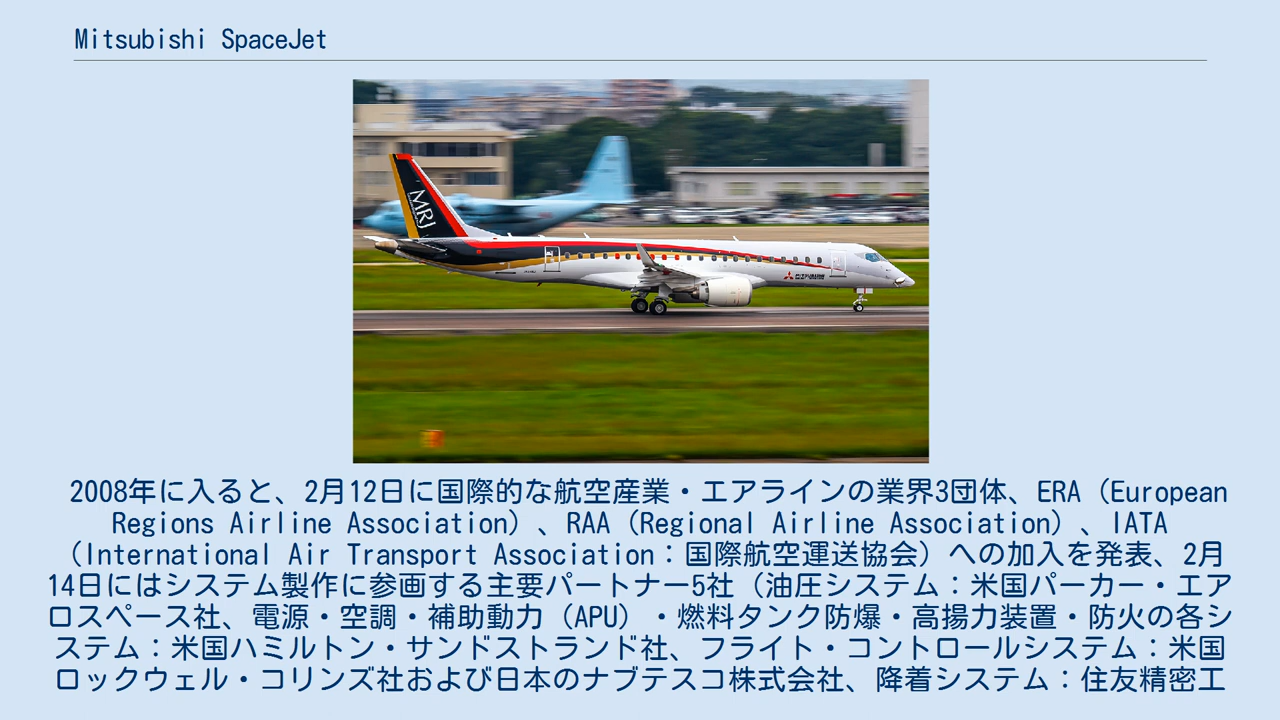 Mitsubishi SpaceJet
MRJ
2008年に入ると、2月12日に国際的な航空産業・エアラインの業界3団体、ERA（European
Regions Airline Association）、RAA（Regional Airline Association）、IATA
（International Air Transport Association：国際航空運送協会）への加入を発表、2月
14日にはシステム製作に参画する主要パートナー5社（油圧システム：米国パーカー・エア
ロスペース社、電源・空調・補助動力（APU）・燃料タンク防爆・高揚力装置・防火の各シ
ステム：米国ハミルトン・サンドストランド社、フライト・コントロールシステム：米国
ロックウェル・コリンズ社および日本のナブテスコ株式会社、降着システム：住友精密工